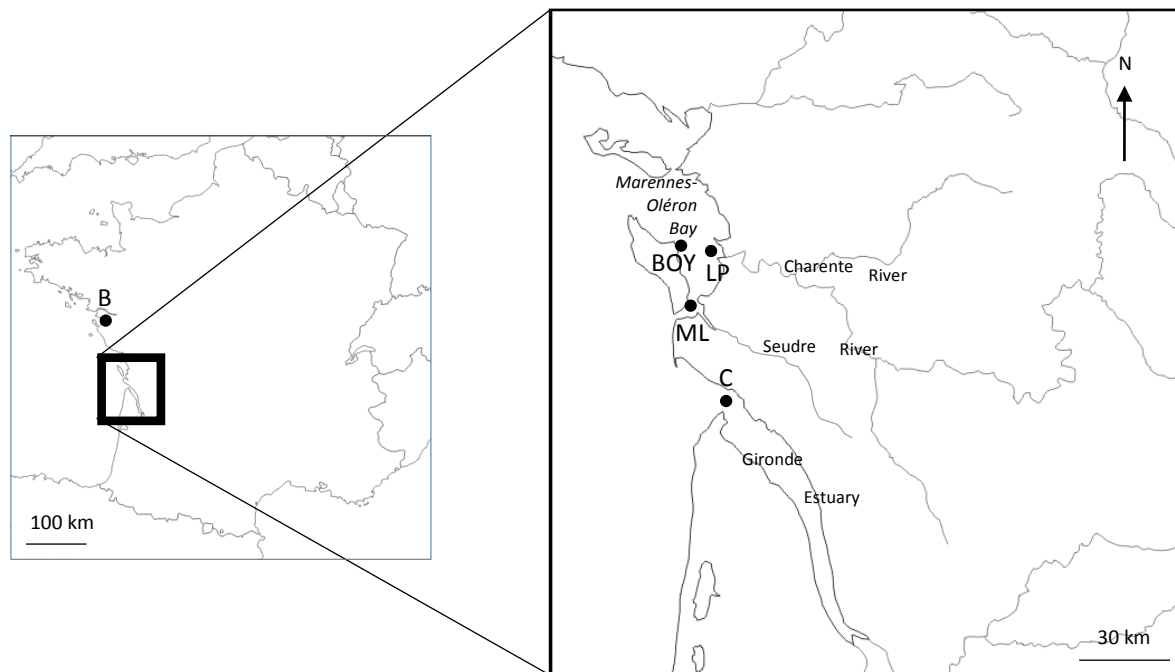 B
100 km
N
Marennes-
Oléron
Bay
BOY
LP
Charente River
ML
Seudre River
C
Gironde
Estuary
30 km